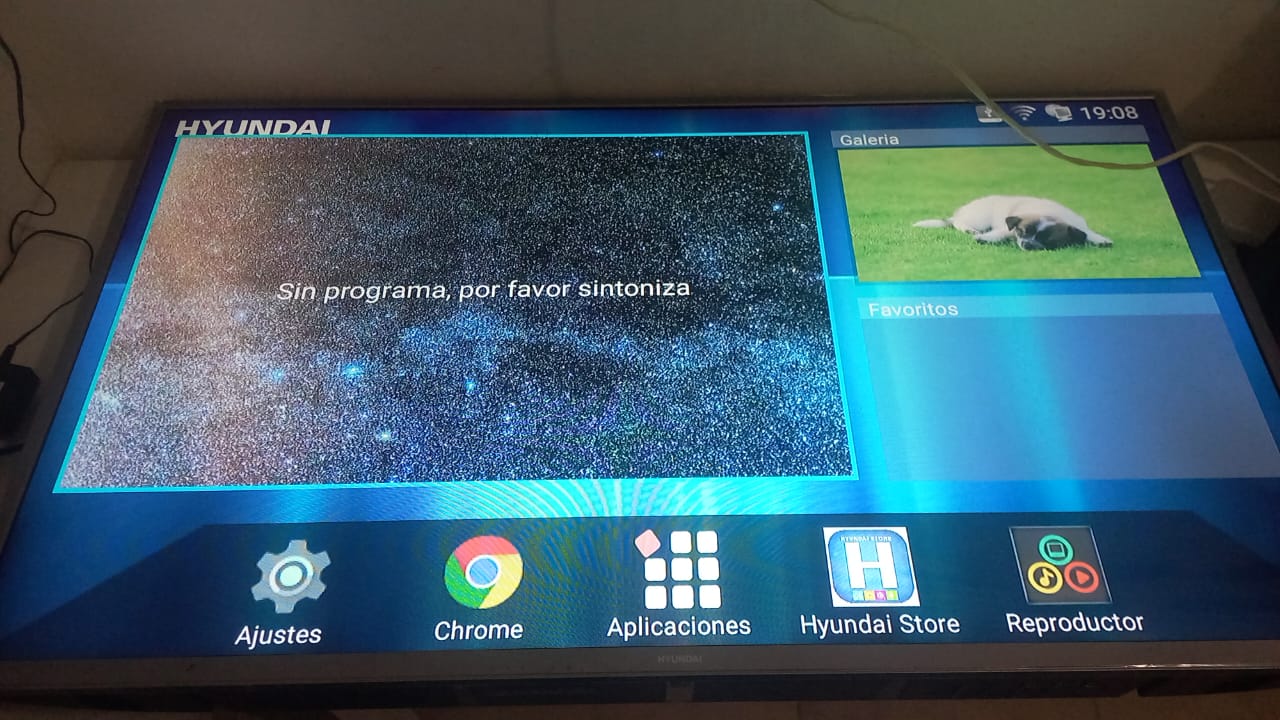 HYUNDAI
19:08
Galeria
Sin programa, por favor sintoniza
Favoritos
HYUNDAI STORE
H
Ajustes
Chrome
Aplicaciones
Hyundai Store
Reproductor
HYUNDAI